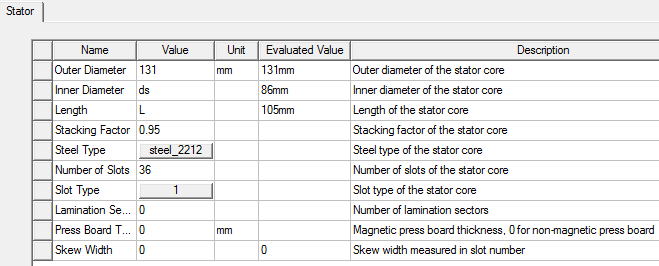 Stator
Name Value Unit Evaluated Value Description
Outer Diameter 131 mm 131mm Outer diameter of the stator core
Inner Diameter ds 86mm Inner diameter of the stator core
Length L 105mm Length of the stator core
Stacking Factor 0.95 Stacking factor of the stator core
Steel Type steel_2212 Steel type of the stator core
Number of Slots 36 Number of slots of the stator core
Slot Type 1 Slot type of the stator core
Lamination Se... 0 Number of lamination sectors
Press Board T... 0 mm Magnetic press board thickness, 0 for non-magnetic press board
Skew Width 0 0 Skew width measured in slot number